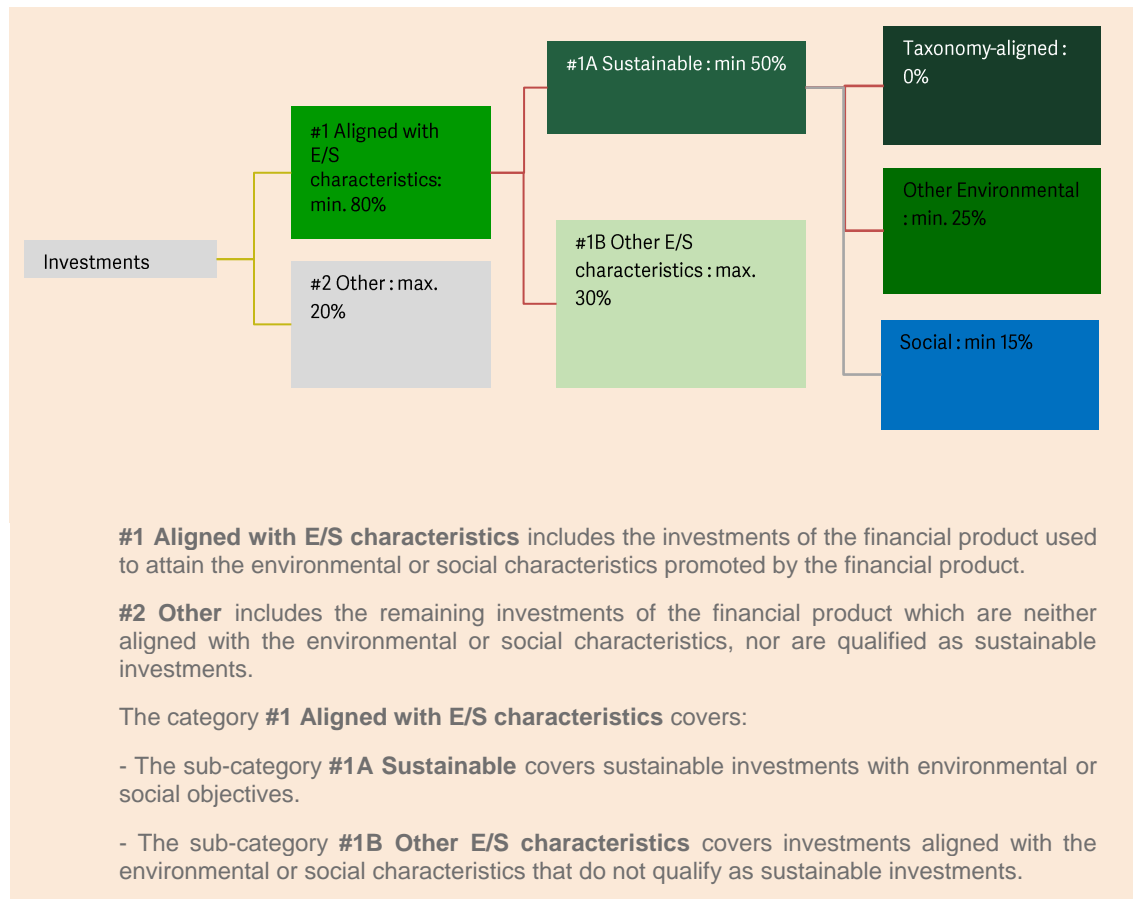 Investments
#1 Aligned with
E/S
characteristics:
min. 80%
#2 Other : max.
20%
#1A Sustainable : min 50%
#1B Other E/S
characteristics : max.
30%
Taxonomy-aligned :
0%
Other Environmental
: min. 25%
Social : min 15%
#1 Aligned with E/S characteristics includes the investments of the financial product used
to attain the environmental or social characteristics promoted by the financial product.
#2 Other includes the remaining investments of the financial product which are neither
aligned with the environmental or social characteristics, nor are qualified as sustainable
investments.
The category #1 Aligned with E/S characteristics covers:
- The sub-category #1A Sustainable covers sustainable investments with environmental or
social objectives.
- The sub-category #1B Other E/S characteristics covers investments aligned with the
environmental or social characteristics that do not qualify as sustainable investments.